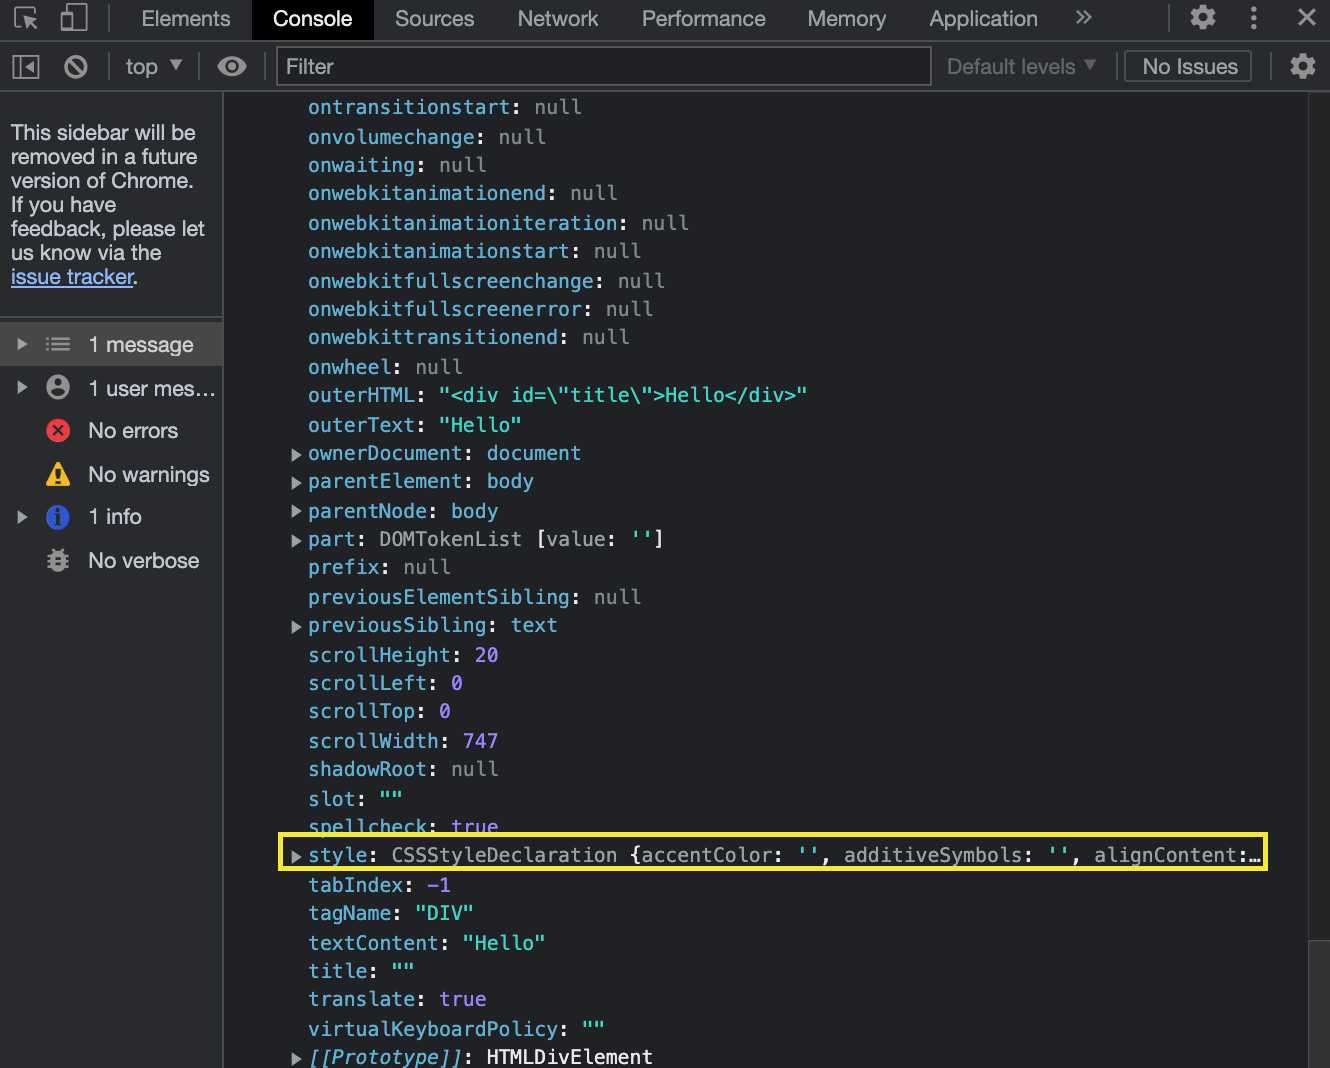 Elements Console Sources Network Performance Memory Application
top Filter Default levels No Issues
This sidebar will be
removed in a future
version of Chrome.
If you have
feedback, please let
us know via the
issue tracker.
1 message
1 user mes...
No errors
No warnings
1 info
No verbose
ontransitionstart: null
onvolumechange: null
onwaiting: null
onwebkitanimationend: null
onwebkitanimationiteration: null
onwebkitanimationstart: null
onwebkitfullscreenchange: null
onwebkitfullscreenerror: null
onwebkittransitionend: null
onwheel: null
outerHTML: "<div id=\"title\">Hello</div>"
outerText: "Hello"
ownerDocument: document
parentElement: body
parentNode: body
part: DOMTokenList [value: '']
prefix: null
previousElementSibling: null
previousSibling: text
scrollHeight: 20
scrollLeft: 0
scrollTop: 0
scrollWidth: 747
shadowRoot: null
slot: ""
spellcheck: true
style: CSSStyleDeclaration {accentColor: '', additiveSymbols: '', alignContent:…
tabIndex: -1
tagName: "DIV"
textContent: "Hello"
title: ""
translate: true
virtualKeyboardPolicy: ""
[[Prototype]]: HTMLDivElement